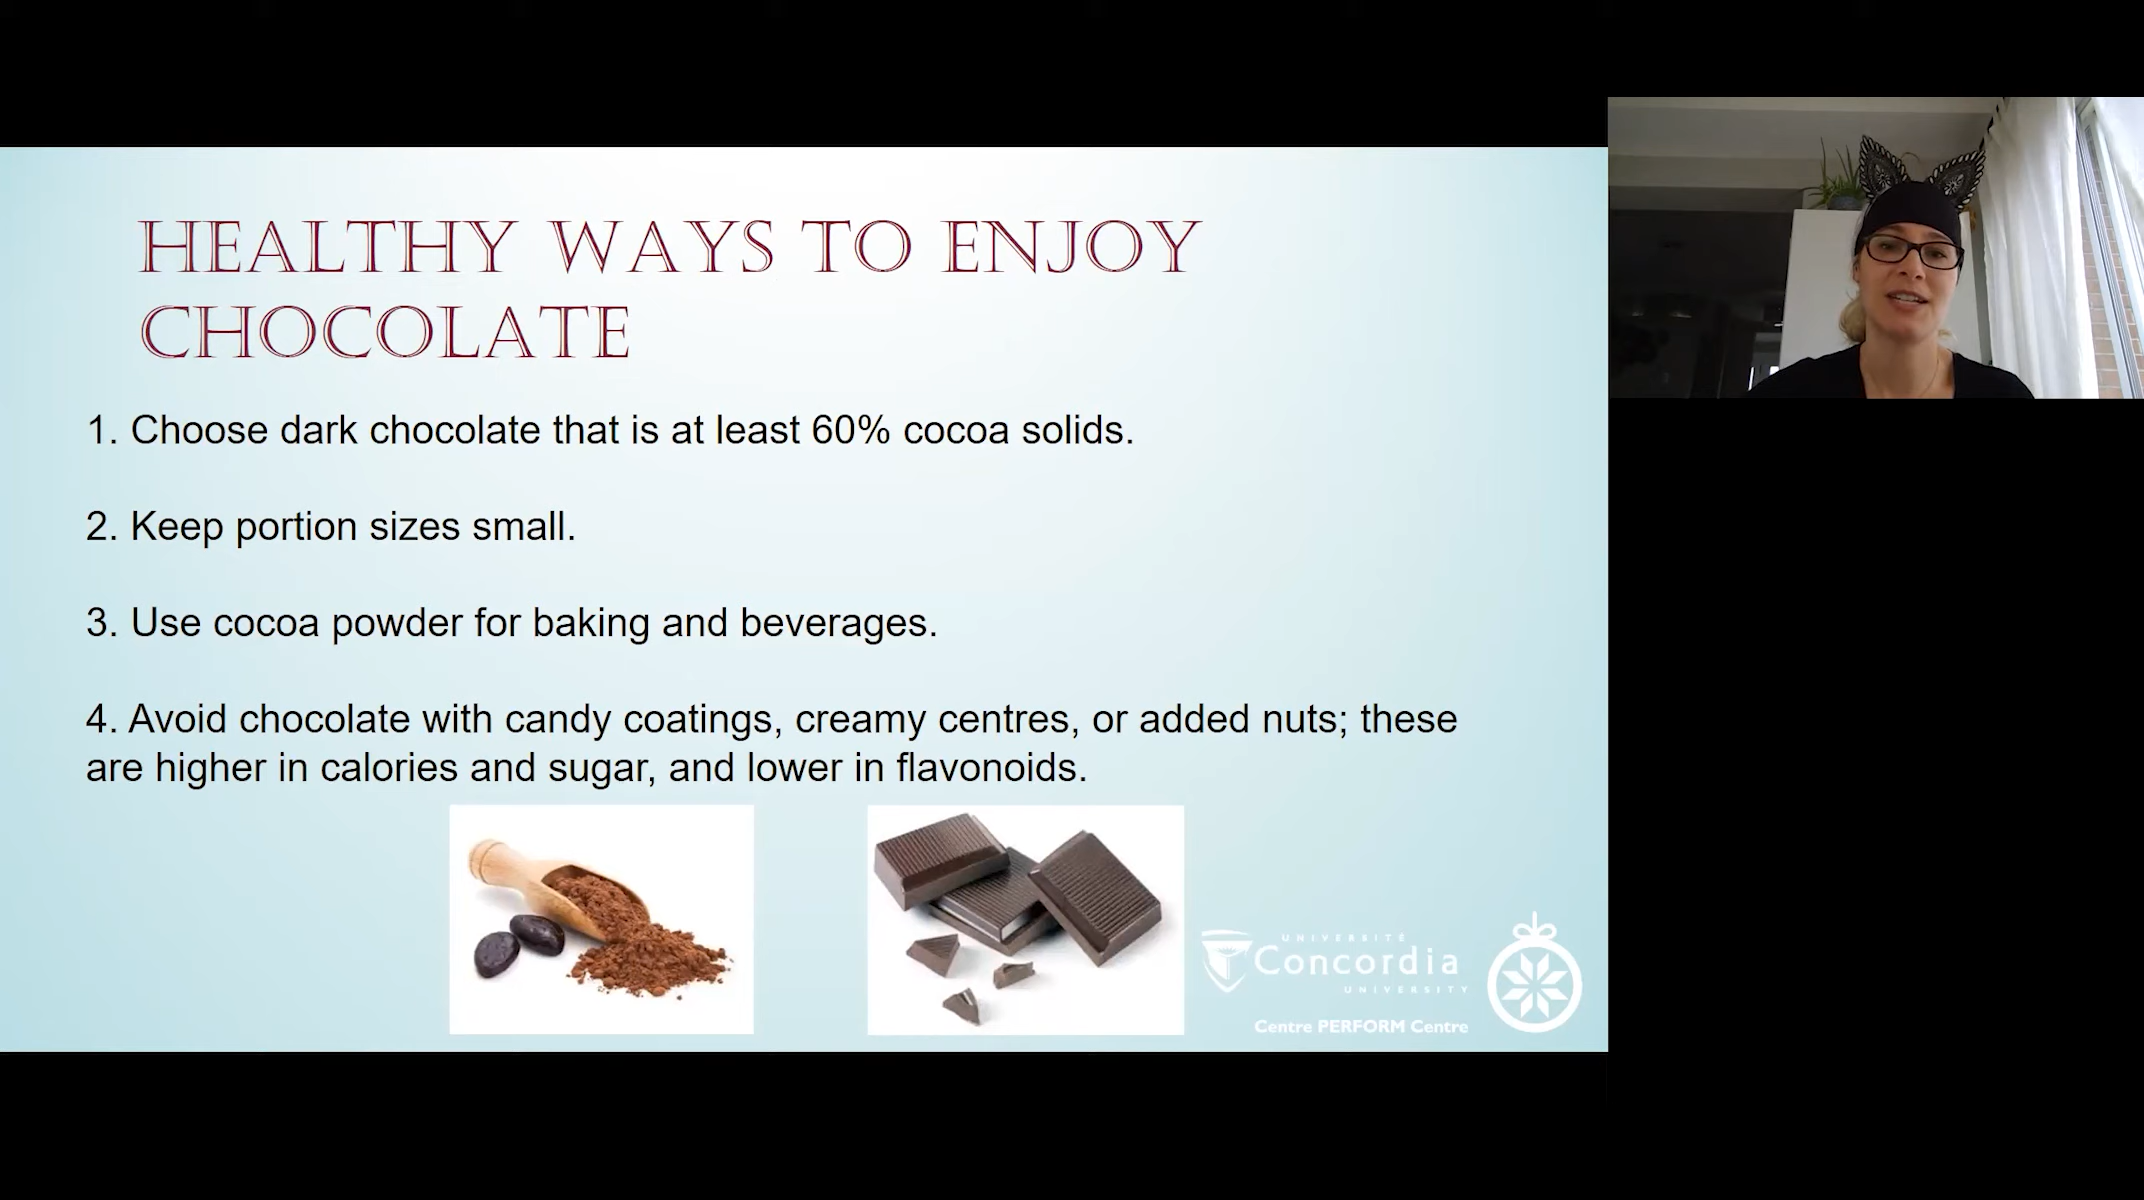 HEALTHY WAYS TO ENJOY
CHOCOLATE
1. Choose dark chocolate that is at least 60% cocoa solids.
2. Keep portion sizes small.
3. Use cocoa powder for baking and beverages.
4. Avoid chocolate with candy coatings, creamy centres, or added nuts; these
are higher in calories and sugar, and lower in flavonoids.
UNIVERSITÉ
Concordia
UNIVERSITY
Centre PERFORM Centre